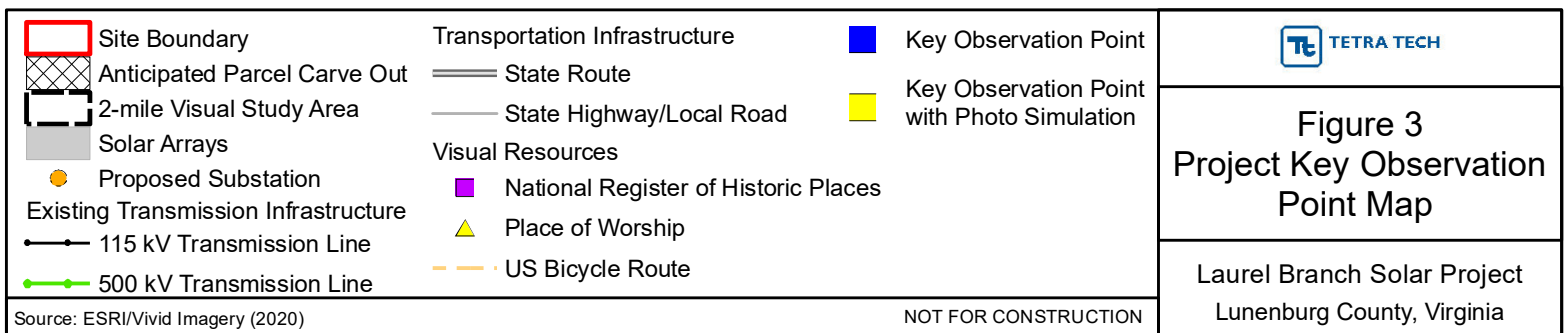 Site Boundary
Anticipated Parcel Carve Out
2-mile Visual Study Area
Solar Arrays
Proposed Substation
Existing Transmission Infrastructure
115 kV Transmission Line
500 kV Transmission Line
Transportation Infrastructure
State Route
State Highway/Local Road
Visual Resources
National Register of Historic Places
Place of Worship
US Bicycle Route
Key Observation Point
Key Observation Point
with Photo Simulation
Source: ESRI/Vivid Imagery (2020)
NOT FOR CONSTRUCTION
Tt TETRA TECH
Figure 3
Project Key Observation
Point Map
Laurel Branch Solar Project
Lunenburg County, Virginia